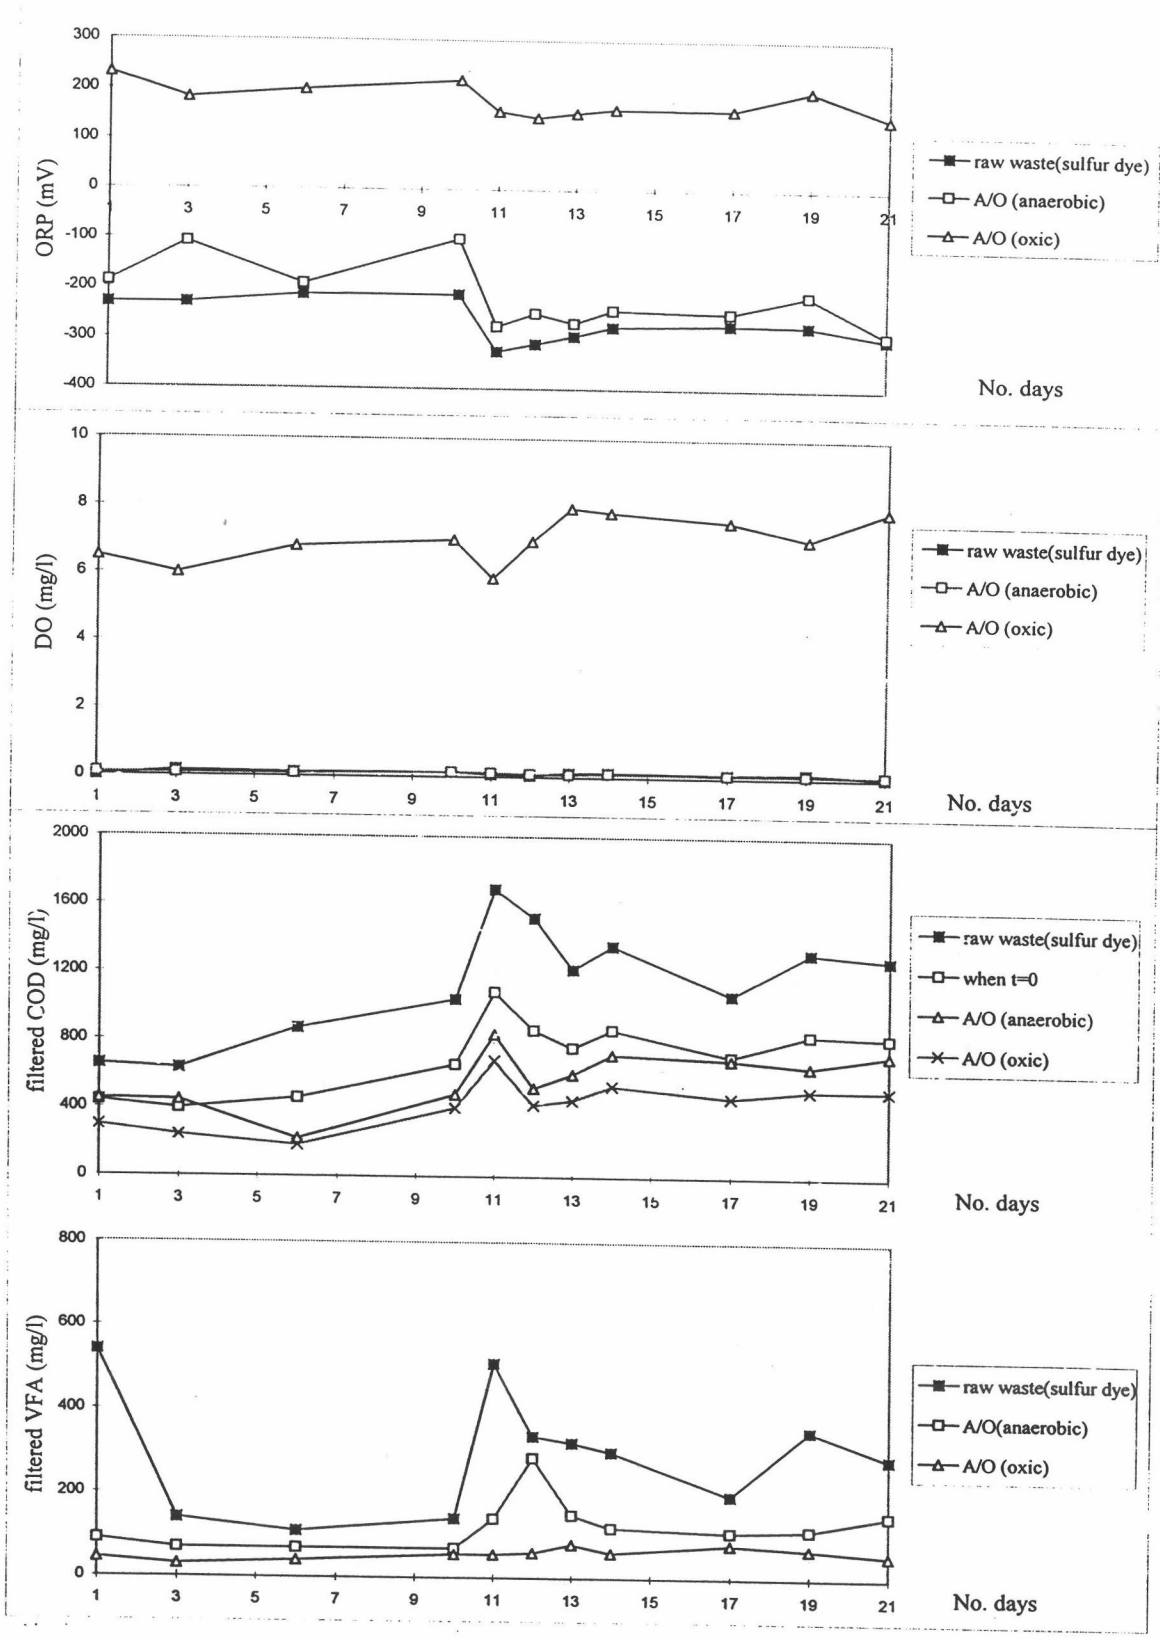 300
200
100
0
-100
-200
-300
-400
ORP (mV)
1 3 5 7 9 11 13 15 17 19 21
No. days
raw waste(sulfur dye)
A/O (anaerobic)
A/O (oxic)
10
8
6
4
2
0
DO (mg/l)
1 3 5 7 9 11 13 15 17 19 21
No. days
raw waste(sulfur dye)
A/O (anaerobic)
A/O (oxic)
2000
1600
1200
800
400
0
filtered COD (mg/l)
1 3 5 7 9 11 13 15 17 19 21
No. days
raw waste(sulfur dye)
when t=0
A/O (anaerobic)
A/O (oxic)
800
600
400
200
0
filtered VFA (mg/l)
1 3 5 7 9 11 13 15 17 19 21
No. days
raw waste(sulfur dye)
A/O(anaerobic)
A/O (oxic)